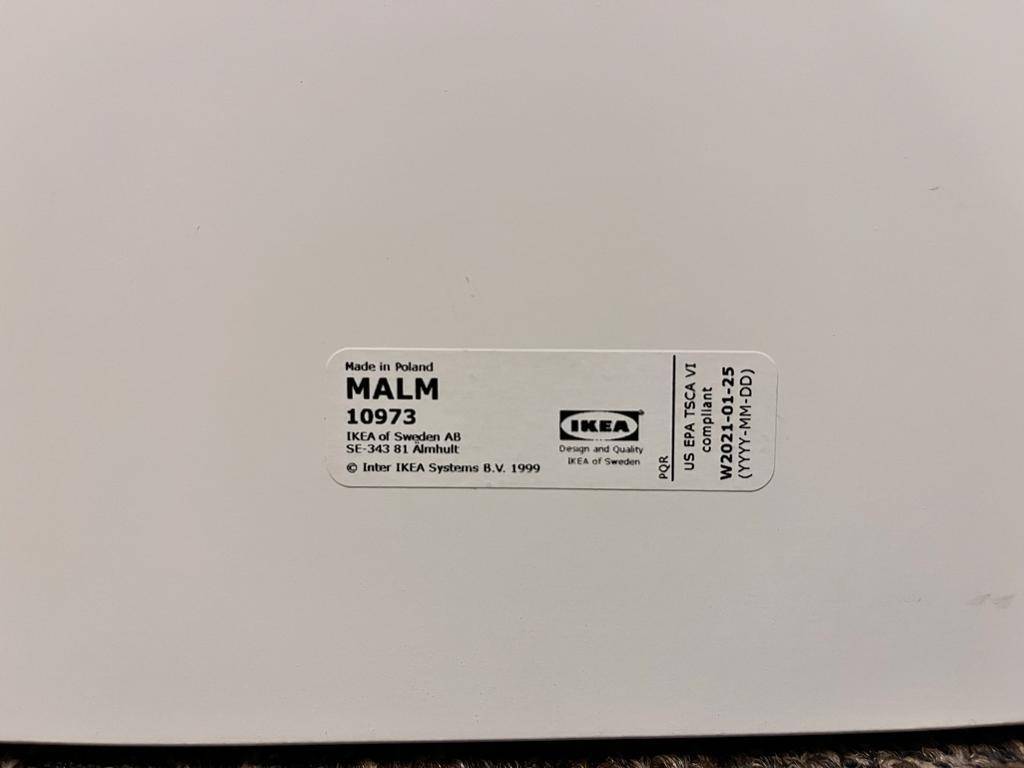 Made in Poland
MALM
10973
IKEA of Sweden AB
SE-343 81 Älmhult
© Inter IKEA Systems B.V. 1999
IKEA®
Design and Quality
IKEA of Sweden
PQR
US EPA TSCA VI
compliant
W2021-01-25
(YYYY-MM-DD)